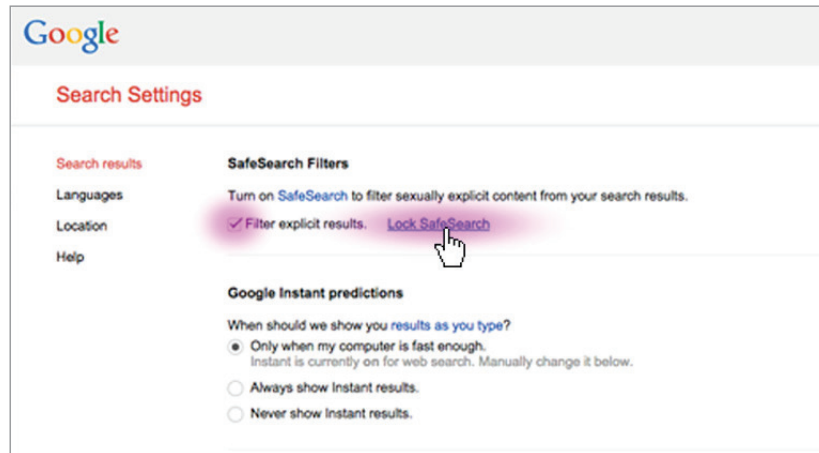 Google
Search Settings
Search results
Languages
Location
Help
SafeSearch Filters
Turn on SafeSearch to filter sexually explicit content from your search results.
Filter explicit results. Lock SafeSearch
Google Instant predictions
When should we show you results as you type?
Only when my computer is fast enough.
Instant is currently on for web search. Manually change it below.
Always show Instant results.
Never show Instant results.